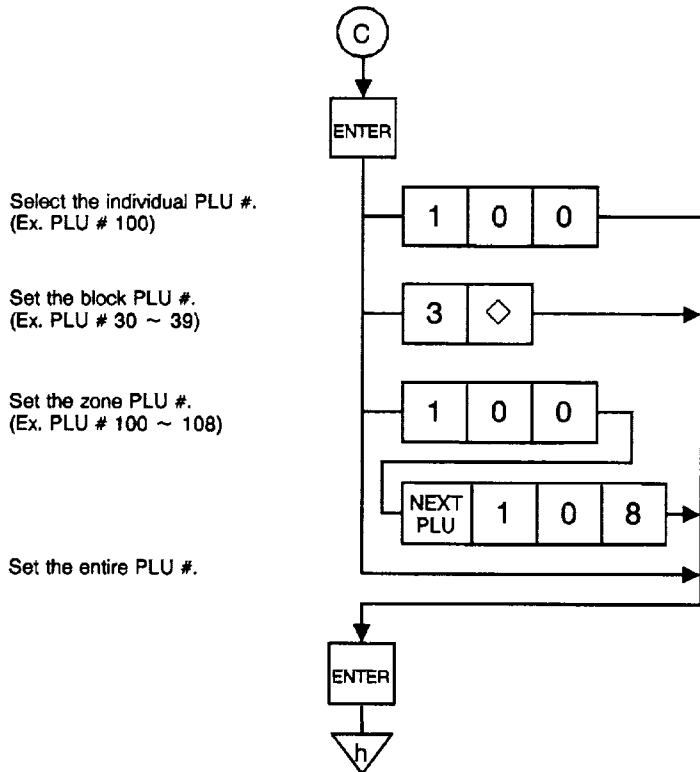 C
ENTER
Select the individual PLU #.
(Ex. PLU # 100)
1 0 0
Set the block PLU #.
(Ex. PLU # 30 ~ 39)
3 ◇
Set the zone PLU #.
(Ex. PLU # 100 ~ 108)
1 0 0
NEXT
PLU 1 0 8
Set the entire PLU #.
ENTER
h